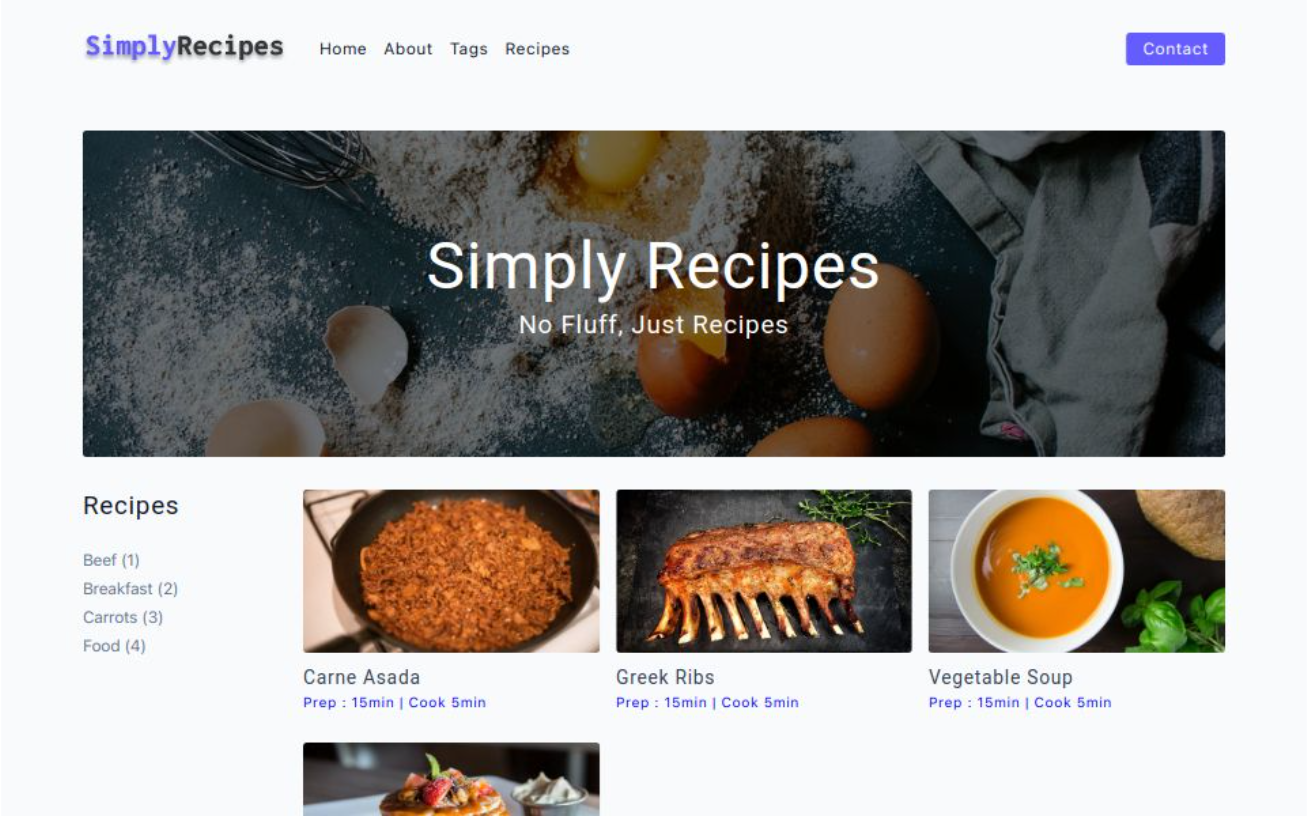 SimplyRecipes
Home About Tags Recipes
Contact
Simply Recipes
No Fluff, Just Recipes
Recipes
Beef (1)
Breakfast (2)
Carrots (3)
Food (4)
Carne Asada
Prep : 15min | Cook 5min
Greek Ribs
Prep : 15min | Cook 5min
Vegetable Soup
Prep : 15min | Cook 5min